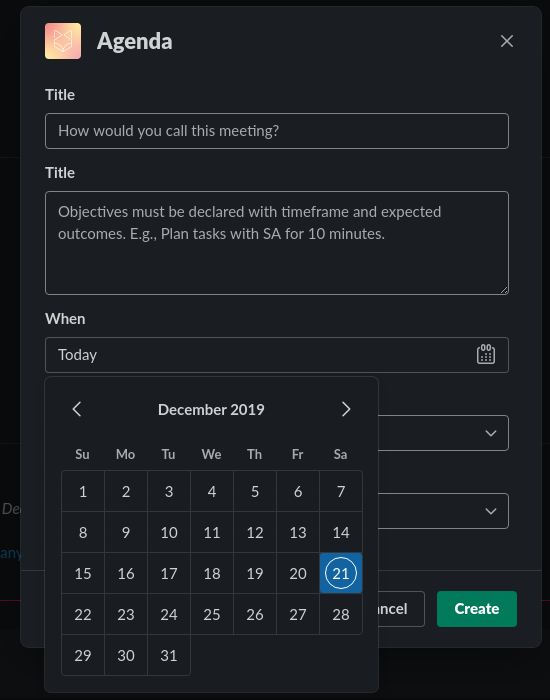 Agenda
Title
How would you call this meeting?
Title
Objectives must be declared with timeframe and expected
outcomes. E.g., Plan tasks with SA for 10 minutes.
When
Today
December 2019
Su Mo Tu We Th Fr Sa
1 2 3 4 5 6 7
8 9 10 11 12 13 14
15 16 17 18 19 20 21
22 23 24 25 26 27 28
29 30 31
De
any
ncel
Create